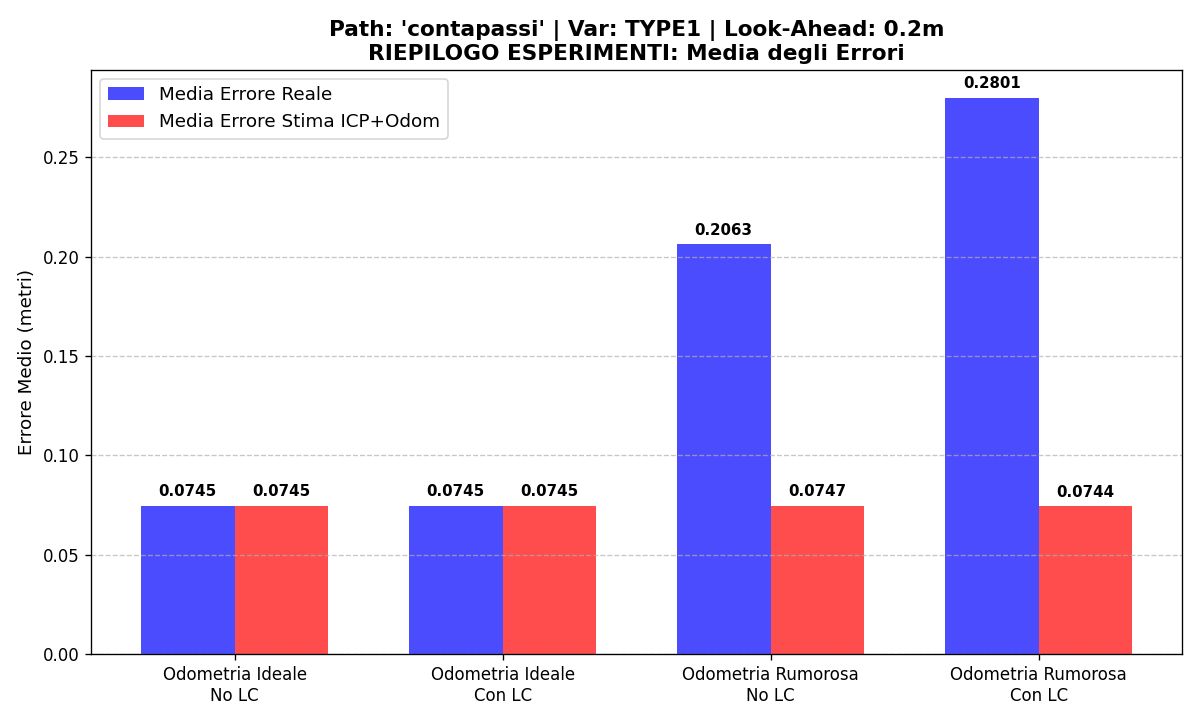 Path: 'contapassi' | Var: TYPE1 | Look-Ahead: 0.2m
RIEPILOGO ESPERIMENTI: Media degli Errori
Media Errore Reale
Media Errore Stima ICP+Odom
Errore Medio (metri)
0.25
0.20
0.15
0.10
0.05
0.00
0.0745
0.0745
0.0745
0.0745
0.2063
0.0747
0.2801
0.0744
Odometria Ideale
No LC
Odometria Ideale
Con LC
Odometria Rumorosa
No LC
Odometria Rumorosa
Con LC